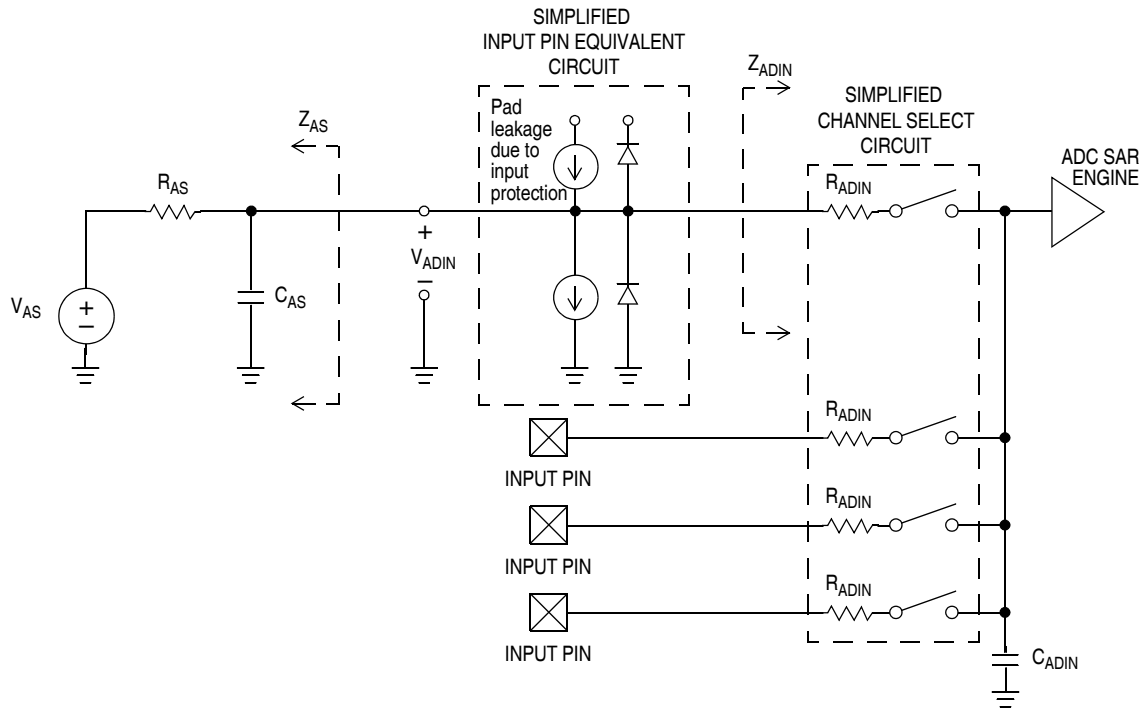 SIMPLIFIED
INPUT PIN EQUIVALENT
CIRCUIT
Z_ADIN
SIMPLIFIED
CHANNEL SELECT
CIRCUIT
Pad
leakage
due to
input
protection
Z_AS
R_AS
R_ADIN
ADC SAR
ENGINE
+
V_ADIN
−
V_AS
+
−
C_AS
R_ADIN
INPUT PIN
R_ADIN
INPUT PIN
R_ADIN
INPUT PIN
C_ADIN